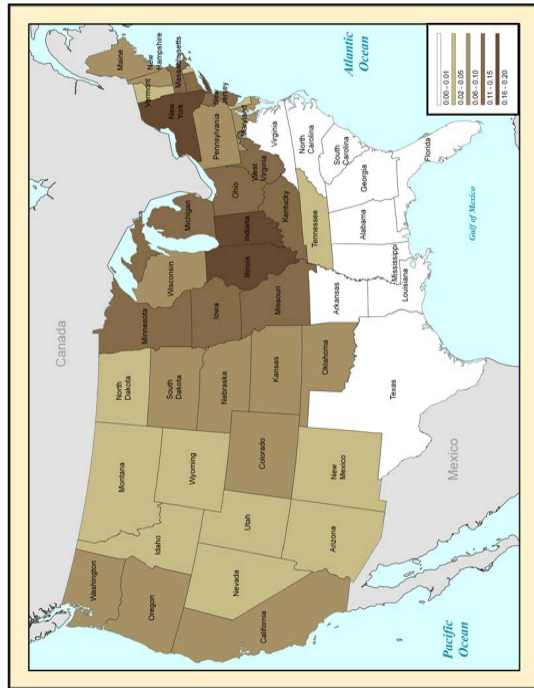 Canada
Washington
Montana
North
Dakota
Minnesota
Maine
Vermont
New
Hampshire
Oregon
Idaho
South
Dakota
Wisconsin
Michigan
New
York
Massachusetts
Wyoming
Nebraska
Iowa
Pennsylvania
New
Jersey
Nevada
Utah
Colorado
Illinois
Indiana
Ohio
Maryland
West
Virginia
California
Kansas
Missouri
Kentucky
Virginia
Arizona
New
Mexico
Oklahoma
Arkansas
Tennessee
North
Carolina
South
Carolina
Texas
Louisiana
Mississippi
Alabama
Georgia
Florida
Atlantic
Ocean
Pacific
Ocean
Mexico
Gulf of Mexico
0.00 - 0.01
0.02 - 0.05
0.06 - 0.10
0.11 - 0.15
0.16 - 0.20